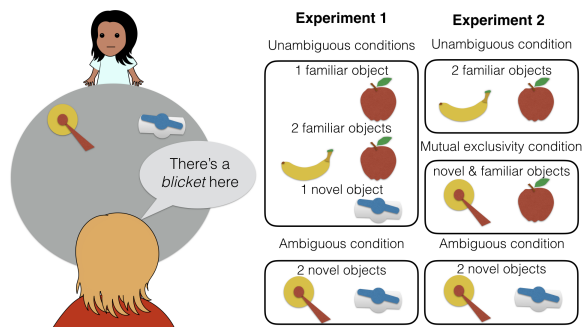 There's a
blicket here
Experiment 1
Unambiguous conditions
1 familiar object
2 familiar objects
1 novel object
Ambiguous condition
2 novel objects
Experiment 2
Unambiguous condition
2 familiar objects
Mutual exclusivity condition
novel & familiar objects
Ambiguous condition
2 novel objects